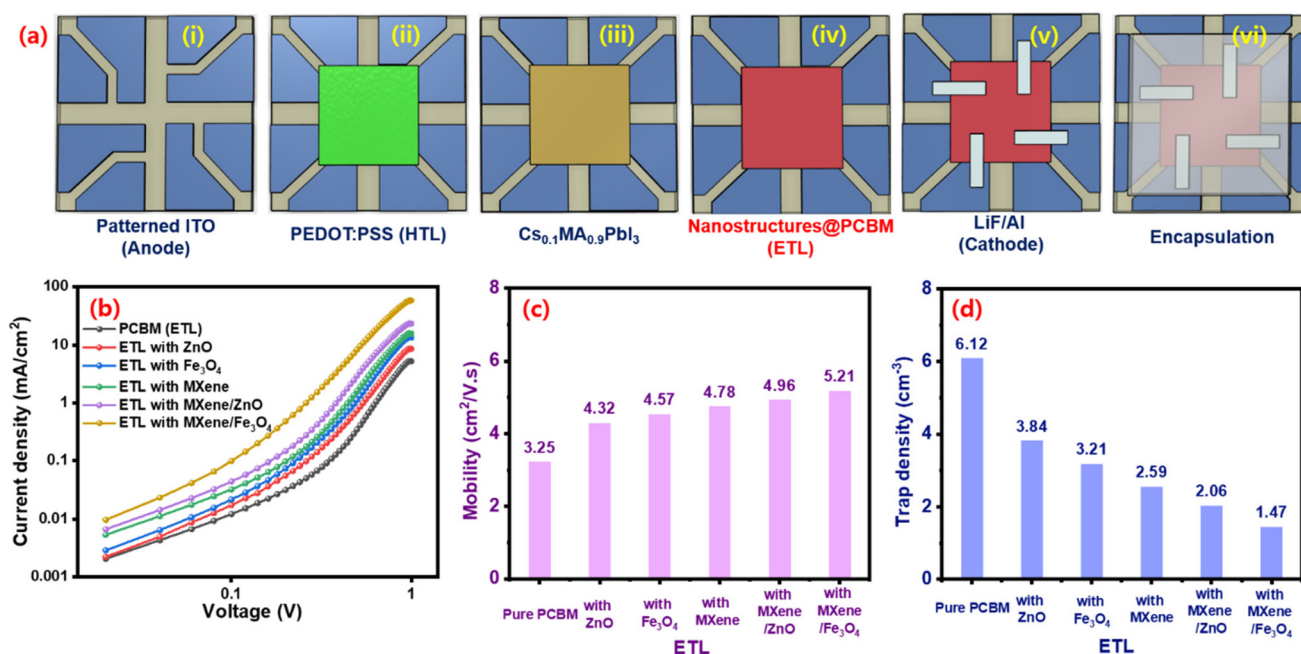 (a)
(i)
(ii)
(iii)
(iv)
(v)
(vi)
Patterned ITO
(Anode)
PEDOT:PSS (HTL)
Cs₀.₁MA₀.₉PbI₃
Nanostructures@PCBM
(ETL)
LiF/Al
(Cathode)
Encapsulation
(b)
Current density (mA/cm²)
100
10
1
0.1
0.01
0.001
PCBM (ETL)
ETL with ZnO
ETL with Fe₃O₄
ETL with MXene
ETL with MXene/ZnO
ETL with MXene/Fe₃O₄
0.1
1
Voltage (V)
(c)
Mobility (cm²/V.s)
8
6
4
2
0
3.25
4.32
4.57
4.78
4.96
5.21
Pure PCBM
with
ZnO
with
Fe₃O₄
with
MXene
with
MXene
/ZnO
with
MXene
/Fe₃O₄
ETL
(d)
Trap density (cm⁻³)
8
6
4
2
0
6.12
3.84
3.21
2.59
2.06
1.47
Pure PCBM
with
ZnO
with
Fe₃O₄
with
MXene
with
MXene
/ZnO
with
MXene
/Fe₃O₄
ETL